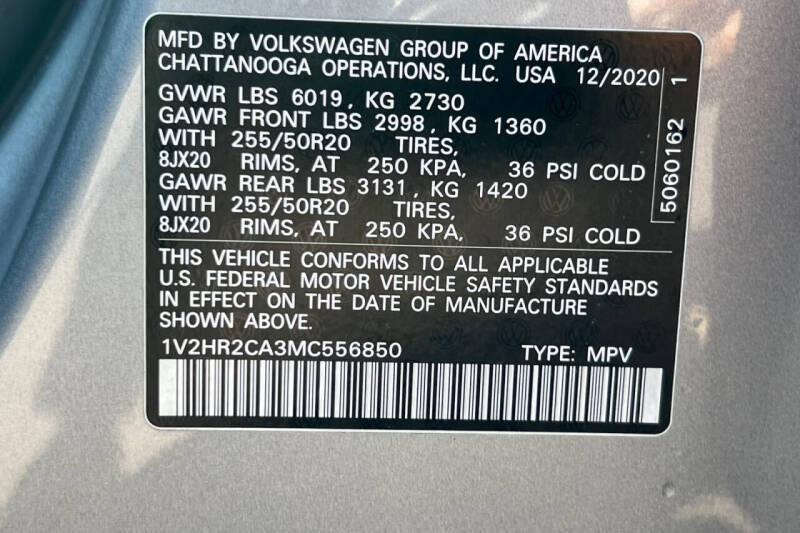 MFD BY VOLKSWAGEN GROUP OF AMERICA
CHATTANOOGA OPERATIONS, LLC. USA 12/2020
GVWR LBS 6019, KG 2730
GAWR FRONT LBS 2998, KG 1360
WITH 255/50R20 TIRES,
8JX20 RIMS, AT 250 KPA, 36 PSI COLD
GAWR REAR LBS 3131, KG 1420
WITH 255/50R20 TIRES,
8JX20 RIMS, AT 250 KPA, 36 PSI COLD
5060162 1
THIS VEHICLE CONFORMS TO ALL APPLICABLE
U.S. FEDERAL MOTOR VEHICLE SAFETY STANDARDS
IN EFFECT ON THE DATE OF MANUFACTURE
SHOWN ABOVE.
1V2HR2CA3MC556850 TYPE: MPV